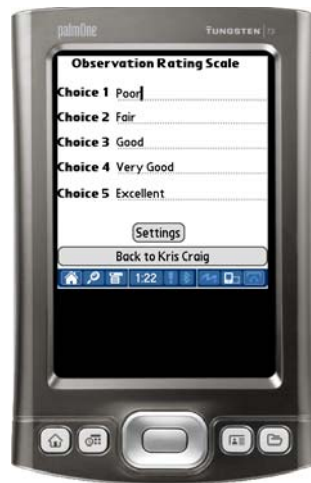 palmOne TUNGSTEN T5
Observation Rating Scale
Choice 1 Poor
Choice 2 Fair
Choice 3 Good
Choice 4 Very Good
Choice 5 Excellent
Settings
Back to Kris Craig
1:22